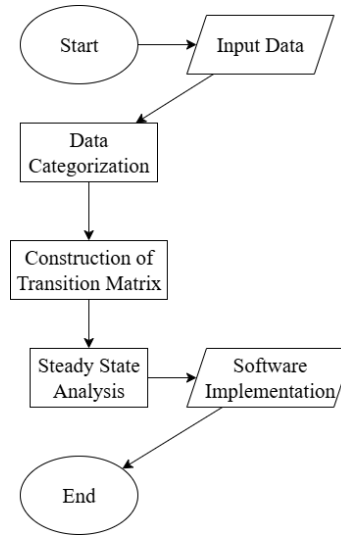 Start
Input Data
Data
Categorization
Construction of
Transition Matrix
Steady State
Analysis
Software
Implementation
End